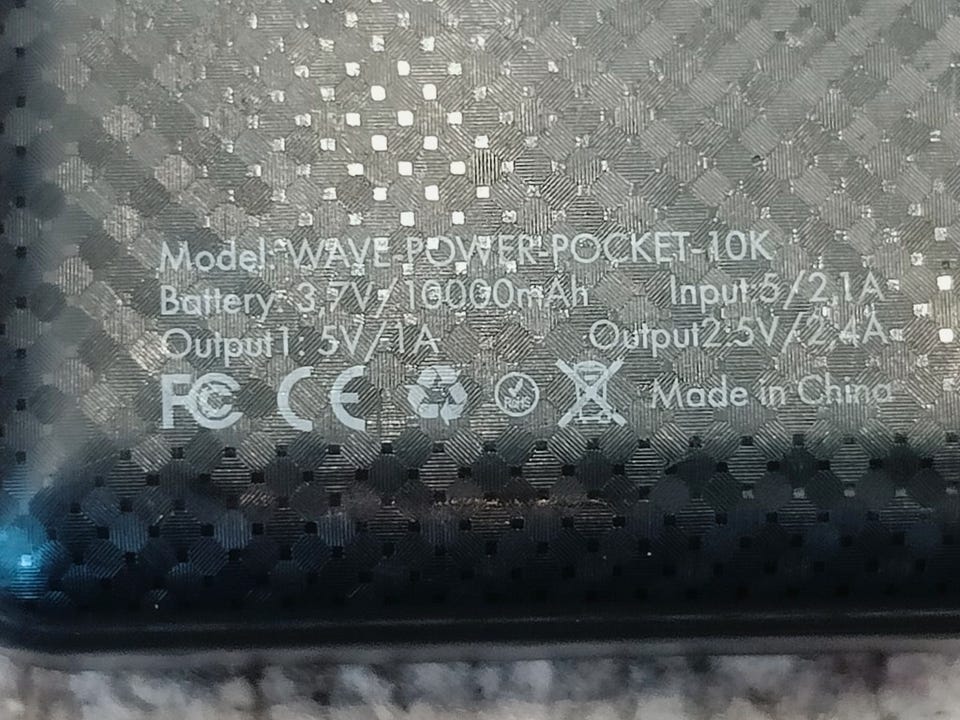 Model: WAVE-POWER-POCKET-10K
Battery: 3,7V/10000mAh Input:5/2,1A
Output1: 5V/1A Output2:5V/2,4A
FC CE RoHS Made in China